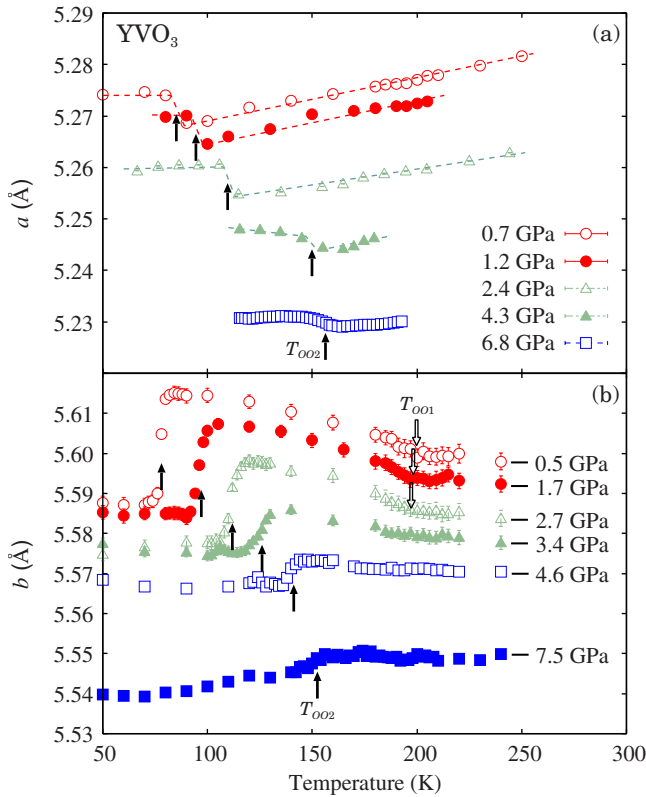 YVO3
(a)
5.29
5.28
5.27
5.26
5.25
5.24
5.23
a (Å)
0.7 GPa
1.2 GPa
2.4 GPa
4.3 GPa
6.8 GPa
TOO2
(b)
5.61
5.60
5.59
5.58
5.57
5.56
5.55
5.54
5.53
b (Å)
TOO1
0.5 GPa
1.7 GPa
2.7 GPa
3.4 GPa
4.6 GPa
7.5 GPa
TOO2
50 100 150 200 250 300
Temperature (K)